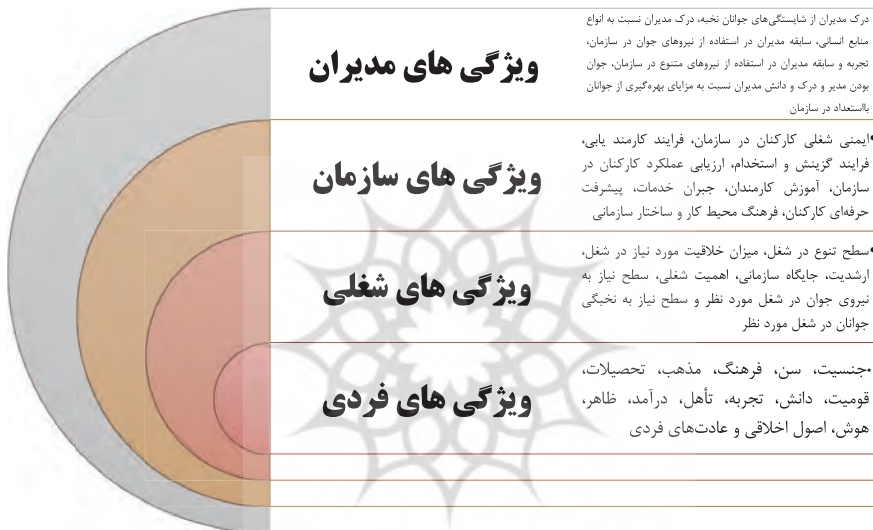 ویژگی های مدیران
درک مدیران از شایستگی‌های جوانان نخبه، درک مدیران نسبت به انواع
منابع انسانی، سابقه مدیران در استفاده از نیروهای جوان در سازمان،
تجربه و سابقه مدیران در استفاده از نیروهای متنوع در سازمان، جوان
بودن مدیر و درک و دانش مدیران نسبت به مزایای بهره‌گیری از جوانان
بااستعداد در سازمان
ویژگی های سازمان
•ایمنی شغلی کارکنان در سازمان، فرایند کارمند یابی،
فرایند گزینش و استخدام، ارزیابی عملکرد کارکنان در
سازمان، آموزش کارمندان، جبران خدمات، پیشرفت
حرفه‌ای کارکنان، فرهنگ محیط کار و ساختار سازمانی
ویژگی های شغلی
•سطح تنوع در شغل، میزان خلاقیت مورد نیاز در شغل،
ارشدیت، جایگاه سازمانی، اهمیت شغلی، سطح نیاز به
نیروی جوان در شغل مورد نظر و سطح نیاز به نخبگی
جوانان در شغل مورد نظر
ویژگی های فردی
•جنسیت، سن، فرهنگ، مذهب، تحصیلات،
قومیت، دانش، تجربه، تأهل، درآمد، ظاهر،
هوش، اصول اخلاقی و عادت‌های فردی